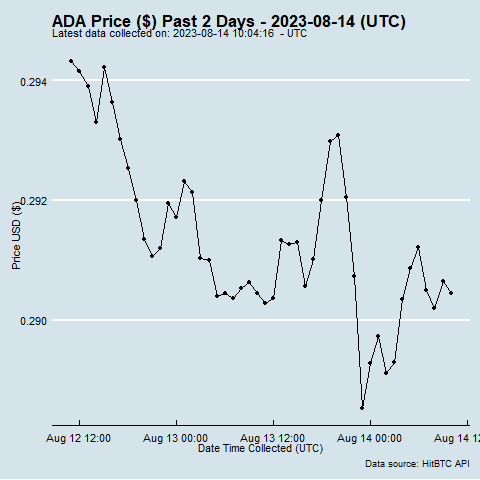 ADA Price ($) Past 2 Days - 2023-08-14 (UTC)
Latest data collected on: 2023-08-14 10:04:16 - UTC
0.294
0.292
0.290
Price USD ($)
Aug 12 12:00 Aug 13 00:00 Aug 13 12:00 Aug 14 00:00 Aug 14 12
Date Time Collected (UTC)
Data source: HitBTC API